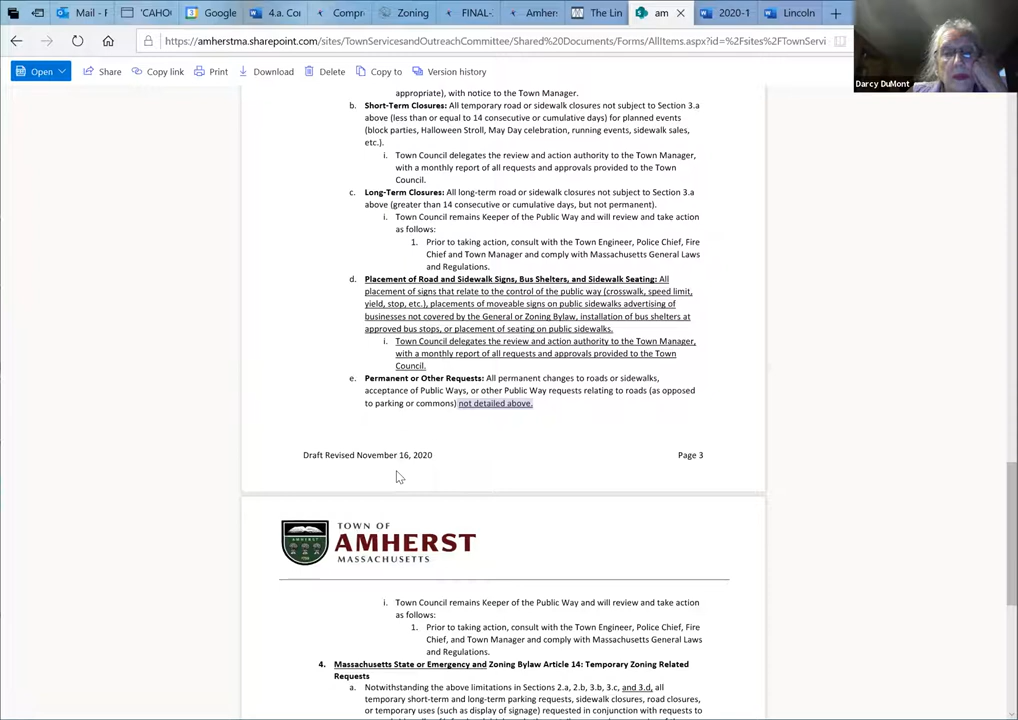 Mail - F
'CAHO
Google
4.a. Cor
Compre
Zoning
FINAL-
Amhers
The Lin
am
2020-1
Lincoln
https://amherstma.sharepoint.com/sites/TownServicesandOutreachCommittee/Shared%20Documents/Forms/AllItems.aspx?id=%2Fsites%2FTownServi
Open
Share
Copy link
Print
Download
Delete
Copy to
Version history
Darcy DuMont
appropriate), with notice to the Town Manager.
b. Short-Term Closures: All temporary road or sidewalk closures not subject to Section 3.a
above (less than or equal to 14 consecutive or cumulative days) for planned events
(block parties, Halloween Stroll, May Day celebration, running events, sidewalk sales,
etc.).
i. Town Council delegates the review and action authority to the Town Manager,
with a monthly report of all requests and approvals provided to the Town
Council.
c. Long-Term Closures: All long-term road or sidewalk closures not subject to Section 3.a
above (greater than 14 consecutive or cumulative days, but not permanent).
i. Town Council remains Keeper of the Public Way and will review and take action
as follows:
1. Prior to taking action, consult with the Town Engineer, Police Chief, Fire
Chief and Town Manager and comply with Massachusetts General Laws
and Regulations.
d. Placement of Road and Sidewalk Signs, Bus Shelters, and Sidewalk Seating: All
placement of signs that relate to the control of the public way (crosswalk, speed limit,
yield, stop, etc.), placements of moveable signs on public sidewalks advertising of
businesses not covered by the General or Zoning Bylaw, installation of bus shelters at
approved bus stops, or placement of seating on public sidewalks.
i. Town Council delegates the review and action authority to the Town Manager,
with a monthly report of all requests and approvals provided to the Town
Council.
e. Permanent or Other Requests: All permanent changes to roads or sidewalks,
acceptance of Public Ways, or other Public Way requests relating to roads (as opposed
to parking or commons) not detailed above.
Draft Revised November 16, 2020 Page 3
TOWN OF
AMHERST
MASSACHUSETTS
i. Town Council remains Keeper of the Public Way and will review and take action
as follows:
1. Prior to taking action, consult with the Town Engineer, Police Chief, Fire
Chief, and Town Manager and comply with Massachusetts General Laws
and Regulations.
4. Massachusetts State or Emergency and Zoning Bylaw Article 14: Temporary Zoning Related
Requests
a. Notwithstanding the above limitations in Sections 2.a, 2.b, 3.b, 3.c, and 3.d, all
temporary short-term and long-term parking requests, sidewalk closures, road closures,
or temporary uses (such as display of signage) requested in conjunction with requests to